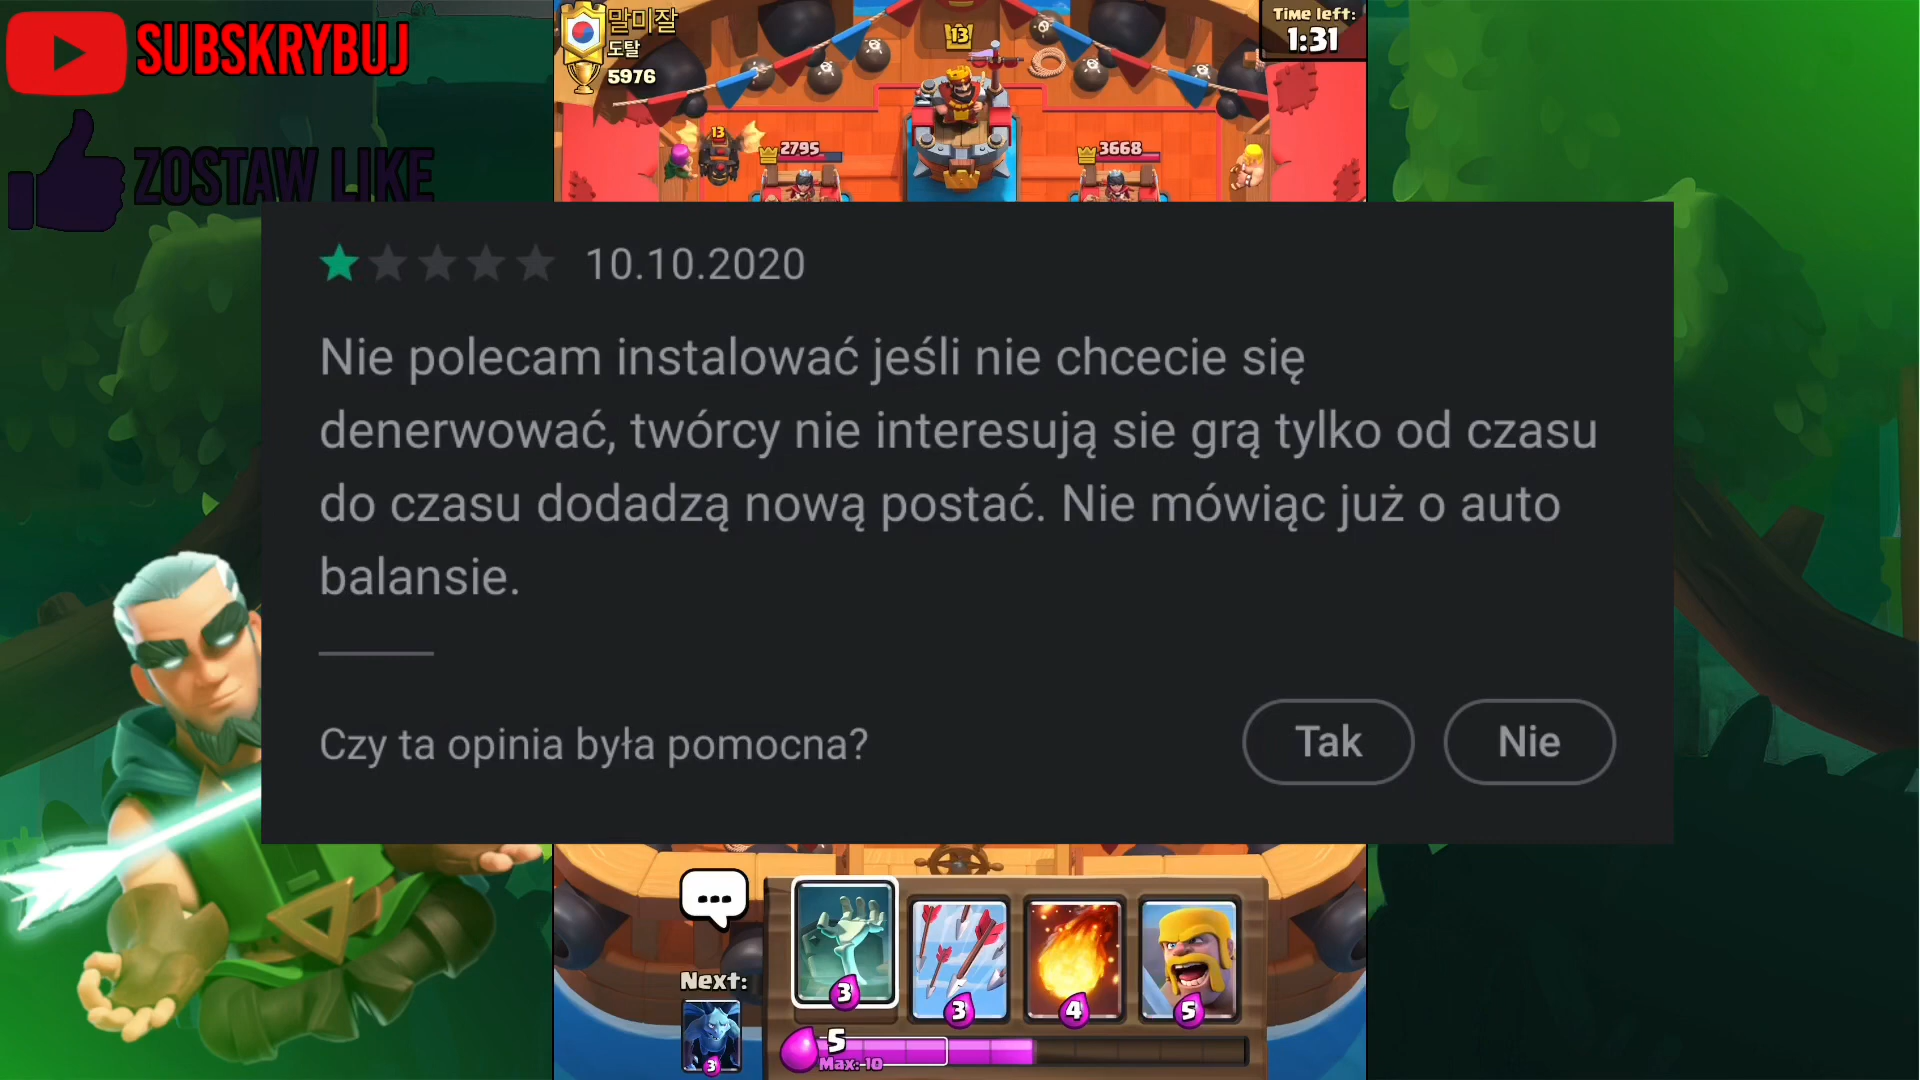 SUBSKRYBUJ
ZOSTAW LIKE
말미잘
도탈
5976
13
Time left:
1:31
13
2795
3668
10.10.2020
Nie polecam instalować jeśli nie chcecie się
denerwować, twórcy nie interesują sie grą tylko od czasu
do czasu dodadzą nową postać. Nie mówiąc już o auto
balansie.
Czy ta opinia była pomocna?
Tak
Nie
...
Next:
3
3
3
4
5
5
Max: 10